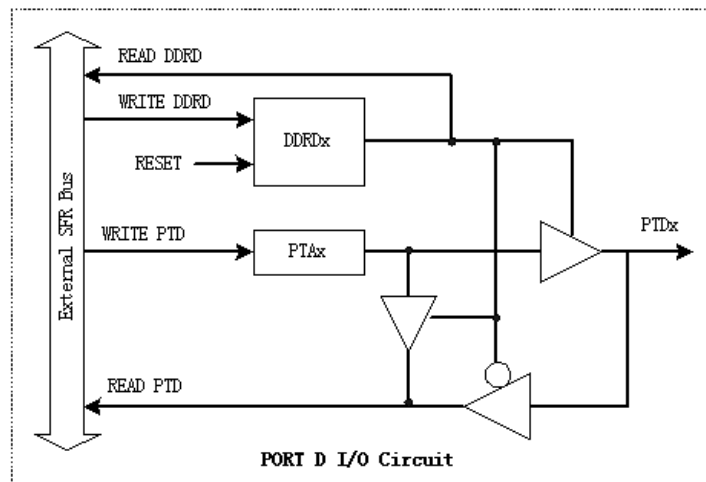 READ DDRD
WRITE DDRD
DDRDx
RESET
External SFR Bus
PTDx
WRITE PTD
PTAx
READ PTD
PORT D I/O Circuit